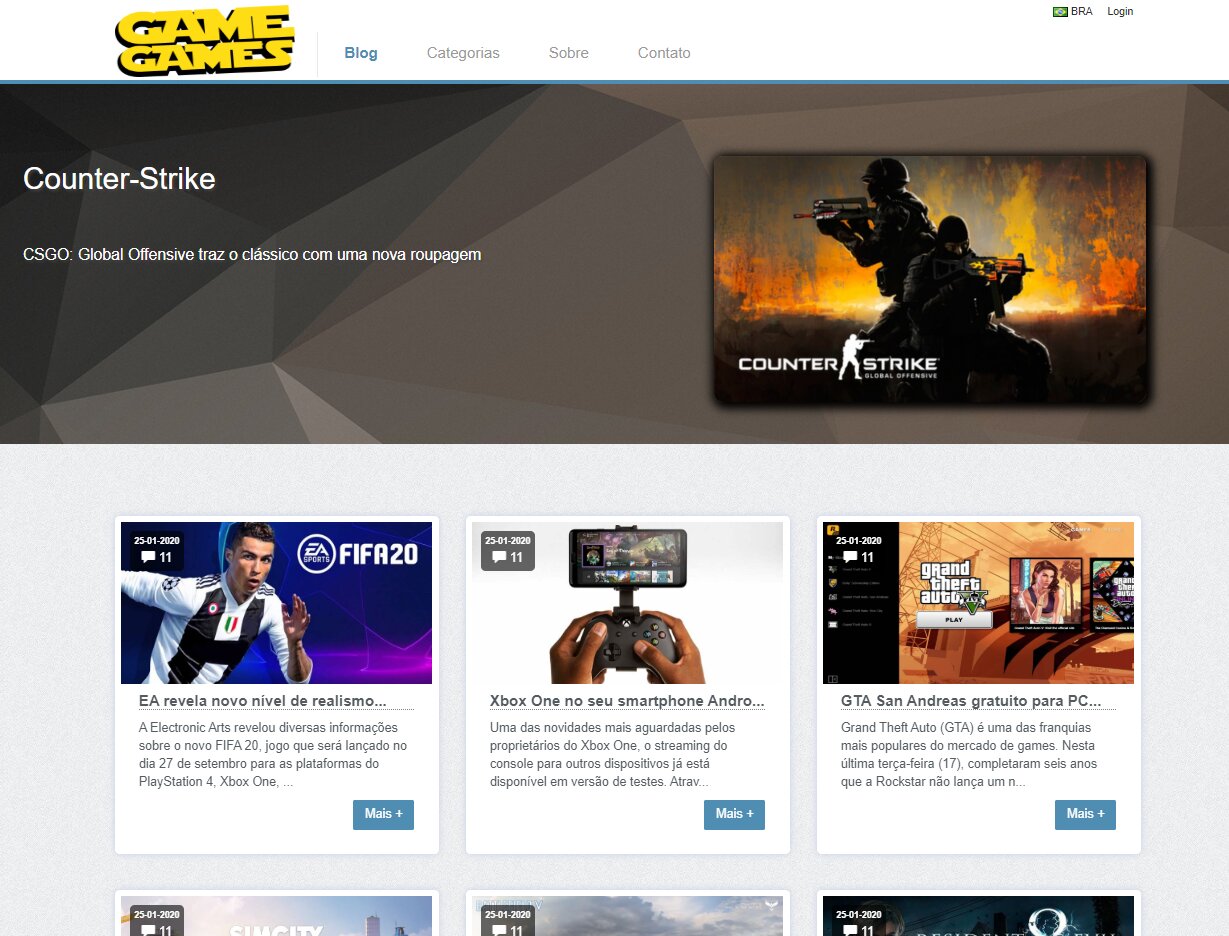 GAME
GAMES
Blog
Categorias
Sobre
Contato
BRA
Login
Counter-Strike
CSGO: Global Offensive traz o clássico com uma nova roupagem
COUNTER STRIKE
GLOBAL OFFENSIVE
25-01-2020
11
EA
SPORTS
FIFA20
EA revela novo nível de realismo...
A Electronic Arts revelou diversas informações
sobre o novo FIFA 20, jogo que será lançado no
dia 27 de setembro para as plataformas do
PlayStation 4, Xbox One, ...
Mais +
25-01-2020
11
Xbox One no seu smartphone Andro...
Uma das novidades mais aguardadas pelos
proprietários do Xbox One, o streaming do
console para outros dispositivos já está
disponível em versão de testes. Atrav...
Mais +
25-01-2020
11
grand
theft
auto
V
PLAY
GTA San Andreas gratuito para PC...
Grand Theft Auto (GTA) é uma das franquias
mais populares do mercado de games. Nesta
última terça-feira (17), completaram seis anos
que a Rockstar não lança um n...
Mais +
25-01-2020
11
SIMCITY
25-01-2020
11
25-01-2020
11
RESIDENT EVIL